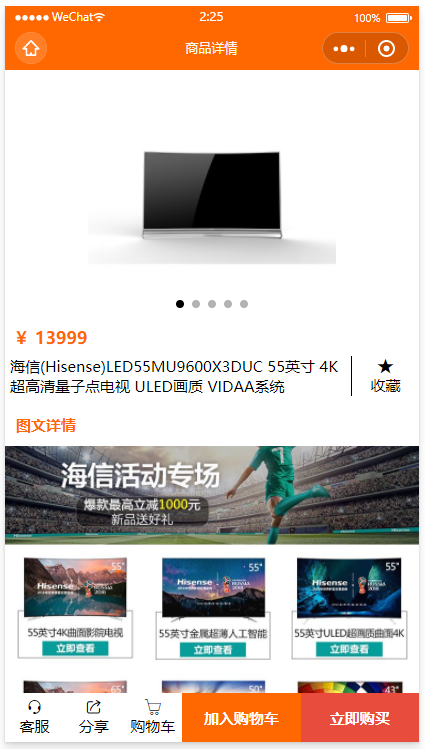 WeChat 2:25 100%
商品详情
￥ 13999
海信(Hisense)LED55MU9600X3DUC 55英寸 4K
超高清量子点电视 ULED画质 VIDAA系统
★
收藏
图文详情
海信活动专场
爆款最高立减1000元
新品送好礼
55" 55" 55"
Hisense Hisense Hisense
55英寸4K曲面影院电视 55英寸金属超薄人工智能 55英寸ULED超画质曲面4K
立即查看 立即查看 立即查看
65" 50" 43"
客服 分享 购物车 加入购物车 立即购买